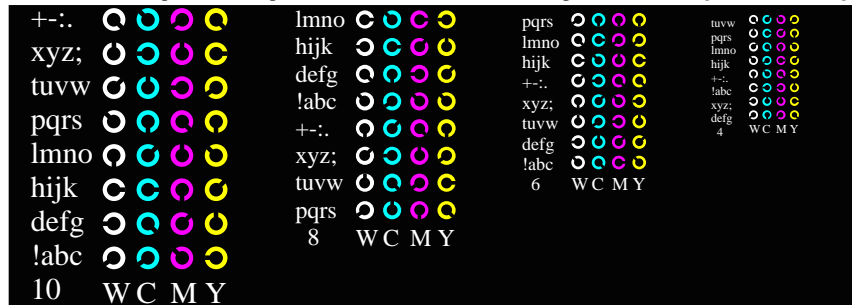 +-:.
xyz;
tuvw
pqrs
lmno
hijk
defg
!abc
10 W C M Y
lmno
hijk
defg
!abc
+-:.
xyz;
tuvw
pqrs
8 W C M Y
pqrs
lmno
hijk
+-:.
xyz;
tuvw
defg
!abc
6 W C M Y
tuvw
pqrs
lmno
hijk
+-:.
!abc
xyz;
defg
4 W C M Y